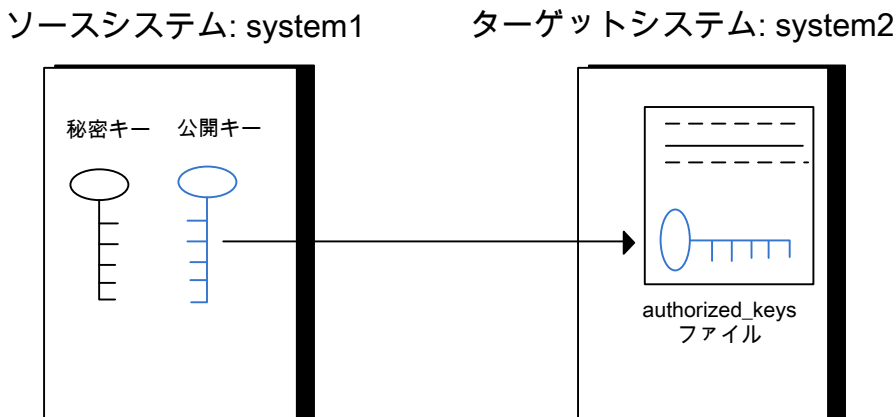 ソースシステム: system1
ターゲットシステム: system2
秘密キー
公開キー
authorized_keys
ファイル